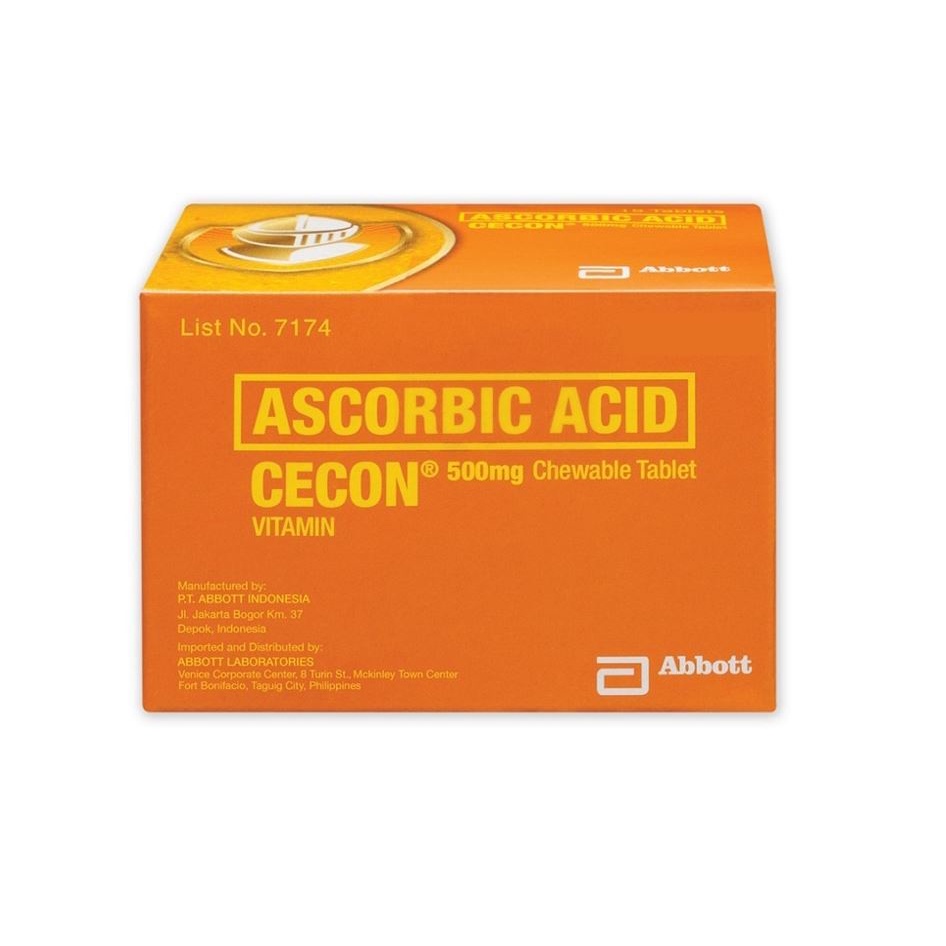 ASCORBIC ACID
CECON® 500mg Chewable Tablet
Abbott
List No. 7174
ASCORBIC ACID
CECON® 500mg Chewable Tablet
VITAMIN
Manufactured by:
P.T. ABBOTT INDONESIA
Jl. Jakarta Bogor Km. 37
Depok, Indonesia
Imported and Distributed by:
ABBOTT LABORATORIES
Venice Corporate Center, 8 Turin St., Mckinley Town Center
Fort Bonifacio, Taguig City, Philippines
Abbott